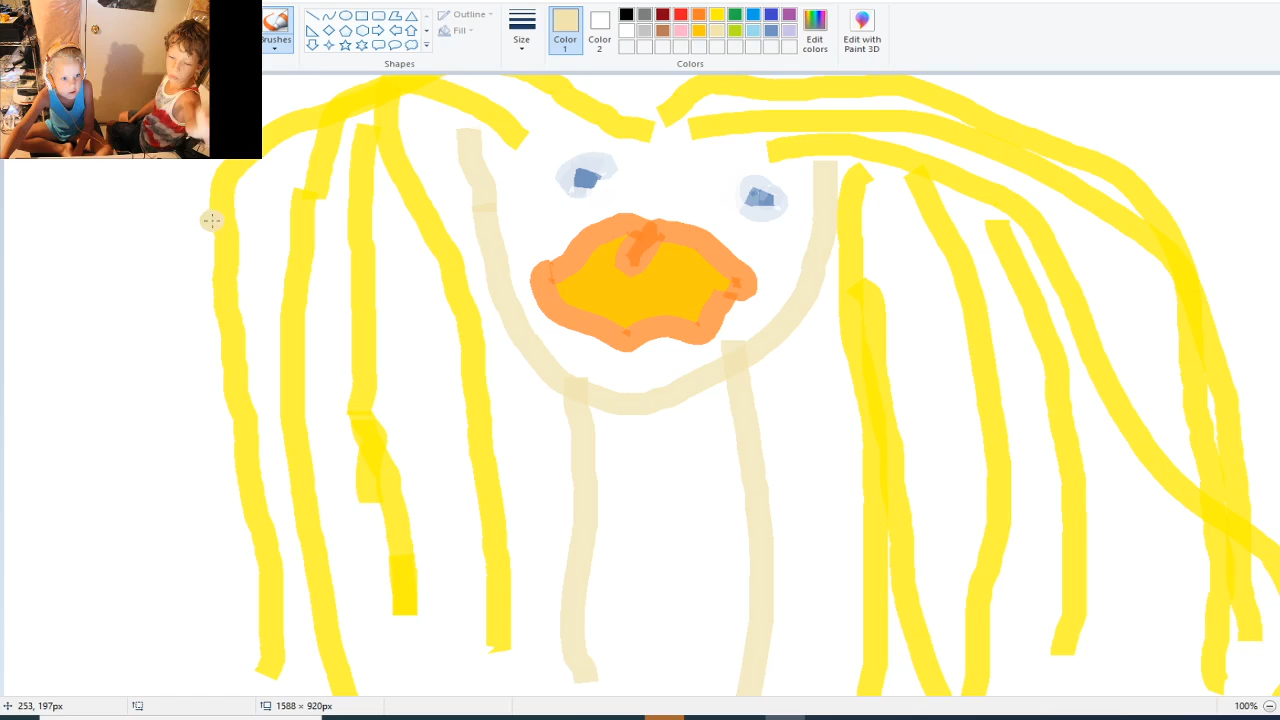 Brushes
Shapes
Outline
Fill
Size
Color
1
Color
2
Colors
Edit
colors
Edit with
Paint 3D
253, 197px
1588 × 920px
100%